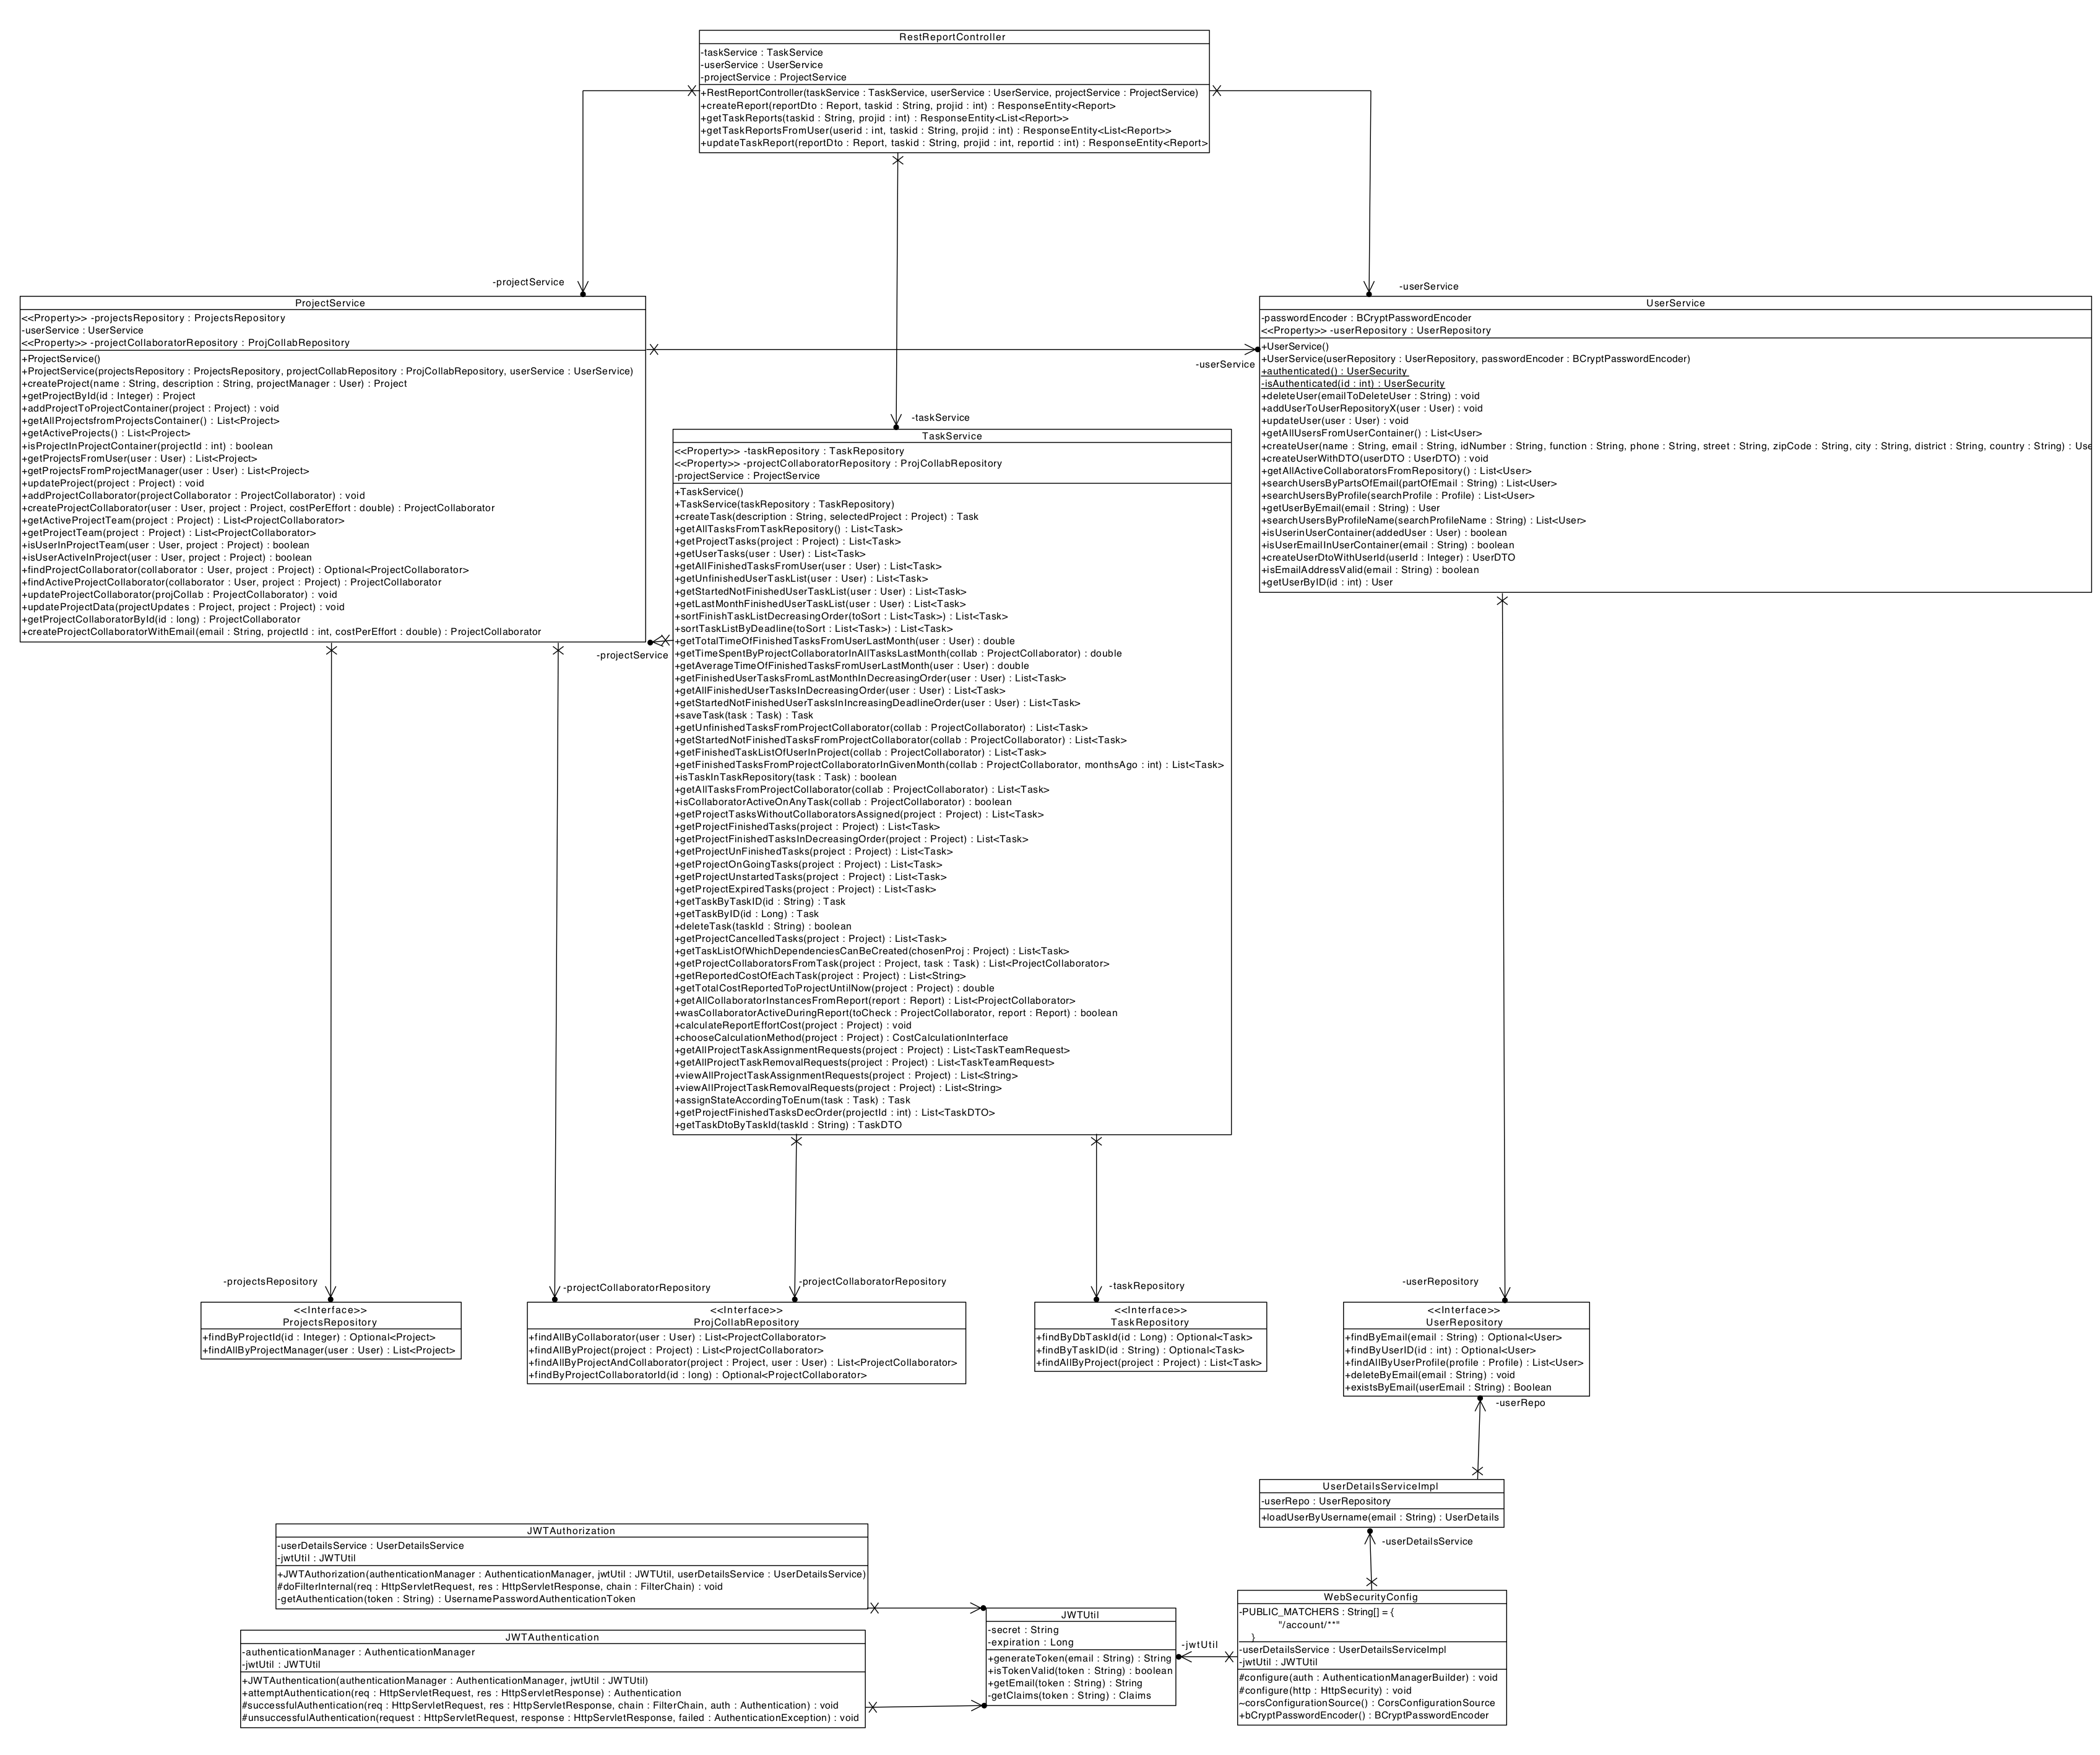 RestReportController
-taskService : TaskService
-userService : UserService
-projectService : ProjectService
+RestReportController(taskService : TaskService, userService : UserService, projectService : ProjectService)
+createReport(reportDto : Report, taskid : String, projid : int) : ResponseEntity<Report>
+getTaskReports(taskid : String, projid : int) : ResponseEntity<List<Report>>
+getTaskReportsFromUser(userid : int, taskid : String, projid : int) : ResponseEntity<List<Report>>
+updateTaskReport(reportDto : Report, taskid : String, projid : int, reportid : int) : ResponseEntity<Report>
-projectService
-userService
ProjectService
<<Property>> -projectsRepository : ProjectsRepository
-userService : UserService
<<Property>> -projectCollaboratorRepository : ProjCollabRepository
+ProjectService()
+ProjectService(projectsRepository : ProjectsRepository, projectCollabRepository : ProjCollabRepository, userService : UserService)
+createProject(name : String, description : String, projectManager : User) : Project
+getProjectById(id : Integer) : Project
+addProjectToProjectContainer(project : Project) : void
+getAllProjectsfromProjectsContainer() : List<Project>
+getActiveProjects() : List<Project>
+isProjectInProjectContainer(projectId : int) : boolean
+getProjectsFromUser(user : User) : List<Project>
+getProjectsFromProjectManager(user : User) : List<Project>
+updateProject(project : Project) : void
+addProjectCollaborator(projectCollaborator : ProjectCollaborator) : void
+createProjectCollaborator(user : User, project : Project, costPerEffort : double) : ProjectCollaborator
+getActiveProjectTeam(project : Project) : List<ProjectCollaborator>
+getProjectTeam(project : Project) : List<ProjectCollaborator>
+isUserInProjectTeam(user : User, project : Project) : boolean
+isUserActiveInProject(user : User, project : Project) : boolean
+findProjectCollaborator(collaborator : User, project : Project) : Optional<ProjectCollaborator>
+findActiveProjectCollaborator(collaborator : User, project : Project) : ProjectCollaborator
+updateProjectCollaborator(projCollab : ProjectCollaborator) : void
+updateProjectData(projectUpdates : Project, project : Project) : void
+getProjectCollaboratorById(id : long) : ProjectCollaborator
+createProjectCollaboratorWithEmail(email : String, projectId : int, costPerEffort : double) : ProjectCollaborator
UserService
-passwordEncoder : BCryptPasswordEncoder
<<Property>> -userRepository : UserRepository
+UserService()
+UserService(userRepository : UserRepository, passwordEncoder : BCryptPasswordEncoder)
+authenticated() : UserSecurity
-isAuthenticated(id : int) : UserSecurity
+deleteUser(emailToDeleteUser : String) : void
+addUserToUserRepositoryX(user : User) : void
+updateUser(user : User) : void
+getAllUsersFromUserContainer() : List<User>
+createUser(name : String, email : String, idNumber : String, function : String, phone : String, street : String, zipCode : String, city : String, district : String, country : String) : Use
+createUserWithDTO(userDTO : UserDTO) : void
+getAllActiveCollaboratorsFromRepository() : List<User>
+searchUsersByPartsOfEmail(partOfEmail : String) : List<User>
+searchUsersByProfile(searchProfile : Profile) : List<User>
+getUserByEmail(email : String) : User
+searchUsersByProfileName(searchProfileName : String) : List<User>
+isUserinUserContainer(addedUser : User) : boolean
+isUserEmailInUserContainer(email : String) : boolean
+createUserDtoWithUserId(userId : Integer) : UserDTO
+isEmailAddressValid(email : String) : boolean
+getUserByID(id : int) : User
-userService
-taskService
-projectService
TaskService
<<Property>> -taskRepository : TaskRepository
<<Property>> -projectCollaboratorRepository : ProjCollabRepository
-projectService : ProjectService
+TaskService()
+TaskService(taskRepository : TaskRepository)
+createTask(description : String, selectedProject : Project) : Task
+getAllTasksFromTaskRepository() : List<Task>
+getProjectTasks(project : Project) : List<Task>
+getUserTasks(user : User) : List<Task>
+getAllFinishedTasksFromUser(user : User) : List<Task>
+getUnfinishedUserTaskList(user : User) : List<Task>
+getStartedNotFinishedUserTaskList(user : User) : List<Task>
+getLastMonthFinishedUserTaskList(user : User) : List<Task>
+sortFinishTaskListDecreasingOrder(toSort : List<Task>) : List<Task>
+sortTaskListByDeadline(toSort : List<Task>) : List<Task>
+getTotalTimeOfFinishedTasksFromUserLastMonth(user : User) : double
+getTimeSpentByProjectCollaboratorInAllTasksLastMonth(collab : ProjectCollaborator) : double
+getAverageTimeOfFinishedTasksFromUserLastMonth(user : User) : double
+getFinishedUserTasksFromLastMonthInDecreasingOrder(user : User) : List<Task>
+getAllFinishedUserTasksInDecreasingOrder(user : User) : List<Task>
+getStartedNotFinishedUserTasksInIncreasingDeadlineOrder(user : User) : List<Task>
+saveTask(task : Task) : Task
+getUnfinishedTasksFromProjectCollaborator(collab : ProjectCollaborator) : List<Task>
+getStartedNotFinishedTasksFromProjectCollaborator(collab : ProjectCollaborator) : List<Task>
+getFinishedTaskListOfUserInProject(collab : ProjectCollaborator) : List<Task>
+getFinishedTasksFromProjectCollaboratorInGivenMonth(collab : ProjectCollaborator, monthsAgo : int) : List<Task>
+isTaskInTaskRepository(task : Task) : boolean
+getAllTasksFromProjectCollaborator(collab : ProjectCollaborator) : List<Task>
+isCollaboratorActiveOnAnyTask(collab : ProjectCollaborator) : boolean
+getProjectTasksWithoutCollaboratorsAssigned(project : Project) : List<Task>
+getProjectFinishedTasks(project : Project) : List<Task>
+getProjectFinishedTasksInDecreasingOrder(project : Project) : List<Task>
+getProjectUnFinishedTasks(project : Project) : List<Task>
+getProjectOnGoingTasks(project : Project) : List<Task>
+getProjectUnstartedTasks(project : Project) : List<Task>
+getProjectExpiredTasks(project : Project) : List<Task>
+getTaskByTaskID(id : String) : Task
+getTaskByID(id : Long) : Task
+deleteTask(taskId : String) : boolean
+getProjectCancelledTasks(project : Project) : List<Task>
+getTaskListOfWhichDependenciesCanBeCreated(chosenProj : Project) : List<Task>
+getProjectCollaboratorsFromTask(project : Project, task : Task) : List<ProjectCollaborator>
+getReportedCostOfEachTask(project : Project) : List<String>
+getTotalCostReportedToProjectUntilNow(project : Project) : double
+getAllCollaboratorInstancesFromReport(report : Report) : List<ProjectCollaborator>
+wasCollaboratorActiveDuringReport(toCheck : ProjectCollaborator, report : Report) : boolean
+calculateReportEffortCost(project : Project) : void
+chooseCalculationMethod(project : Project) : CostCalculationInterface
+getAllProjectTaskAssignmentRequests(project : Project) : List<TaskTeamRequest>
+getAllProjectTaskRemovalRequests(project : Project) : List<TaskTeamRequest>
+viewAllProjectTaskAssignmentRequests(project : Project) : List<String>
+viewAllProjectTaskRemovalRequests(project : Project) : List<String>
+assignStateAccordingToEnum(task : Task) : Task
+getProjectFinishedTasksDecOrder(projectId : int) : List<TaskDTO>
+getTaskDtoByTaskId(taskId : String) : TaskDTO
-projectsRepository
-projectCollaboratorRepository
-projectCollaboratorRepository
-taskRepository
-userRepository
<<Interface>>
ProjectsRepository
+findByProjectId(id : Integer) : Optional<Project>
+findAllByProjectManager(user : User) : List<Project>
<<Interface>>
ProjCollabRepository
+findAllByCollaborator(user : User) : List<ProjectCollaborator>
+findAllByProject(project : Project) : List<ProjectCollaborator>
+findAllByProjectAndCollaborator(project : Project, user : User) : List<ProjectCollaborator>
+findByProjectCollaboratorId(id : long) : Optional<ProjectCollaborator>
<<Interface>>
TaskRepository
+findByDbTaskId(id : Long) : Optional<Task>
+findByTaskID(id : String) : Optional<Task>
+findAllByProject(project : Project) : List<Task>
<<Interface>>
UserRepository
+findByEmail(email : String) : Optional<User>
+findByUserID(id : int) : Optional<User>
+findAllByUserProfile(profile : Profile) : List<User>
+deleteByEmail(email : String) : void
+existsByEmail(userEmail : String) : Boolean
-userRepo
UserDetailsServiceImpl
-userRepo : UserRepository
+loadUserByUsername(email : String) : UserDetails
-userDetailsService
JWTAuthorization
-userDetailsService : UserDetailsService
-jwtUtil : JWTUtil
+JWTAuthorization(authenticationManager : AuthenticationManager, jwtUtil : JWTUtil, userDetailsService : UserDetailsService)
#doFilterInternal(req : HttpServletRequest, res : HttpServletResponse, chain : FilterChain) : void
-getAuthentication(token : String) : UsernamePasswordAuthenticationToken
JWTAuthentication
-authenticationManager : AuthenticationManager
-jwtUtil : JWTUtil
+JWTAuthentication(authenticationManager : AuthenticationManager, jwtUtil : JWTUtil)
+attemptAuthentication(req : HttpServletRequest, res : HttpServletResponse) : Authentication
#successfulAuthentication(req : HttpServletRequest, res : HttpServletResponse, chain : FilterChain, auth : Authentication) : void
#unsuccessfulAuthentication(request : HttpServletRequest, response : HttpServletResponse, failed : AuthenticationException) : void
JWTUtil
-secret : String
-expiration : Long
+generateToken(email : String) : String
+isTokenValid(token : String) : boolean
+getEmail(token : String) : String
-getClaims(token : String) : Claims
-jwtUtil
WebSecurityConfig
-PUBLIC_MATCHERS : String[] = {
"/account/**"
}
-userDetailsService : UserDetailsServiceImpl
-jwtUtil : JWTUtil
#configure(auth : AuthenticationManagerBuilder) : void
#configure(http : HttpSecurity) : void
~corsConfigurationSource() : CorsConfigurationSource
+bCryptPasswordEncoder() : BCryptPasswordEncoder